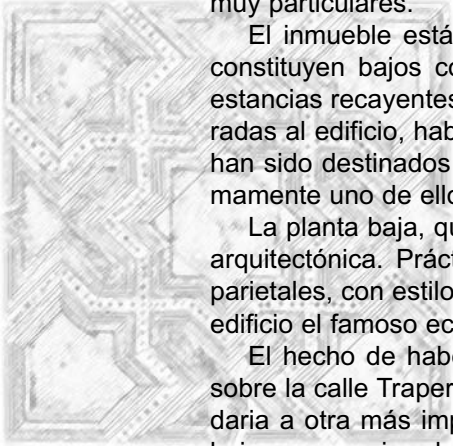 muy particulares.
El inmueble está
constituyen bajos co
estancias recayentes
radas al edificio, hab
han sido destinados
mamente uno de ello
La planta baja, qu
arquitectónica. Práct
parietales, con estilo
edificio el famoso ec
El hecho de habe
sobre la calle Traper
daria a otra más imp